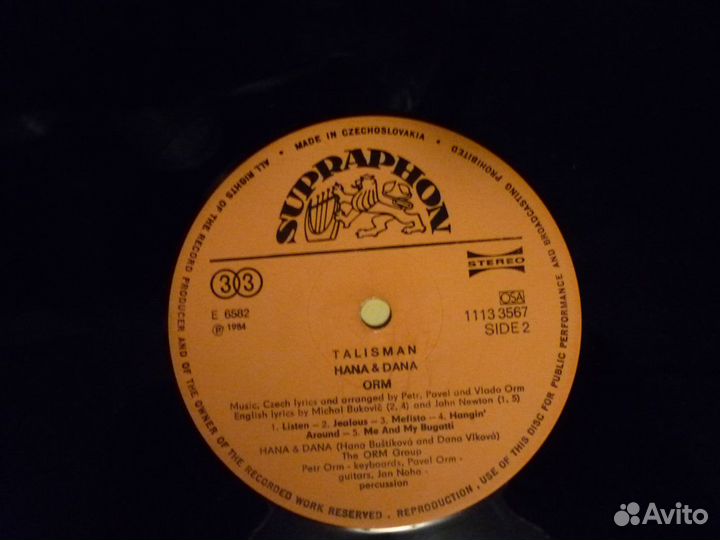 ALL RIGHTS OF THE RECORD PRODUCER AND OF THE OWNER OF THE RECORDED WORK RESERVED . REPRODUCTION , USE OF THIS DISC FOR PUBLIC PERFORMANCE AND BROADCASTING PROHIBITED
• MADE IN CZECHOSLOVAKIA •
SUPRAPHON
STEREO
33
E 6582
℗ 1984
OSA
1113 3567
SIDE 2
TALISMAN
HANA & DANA
ORM
Music, Czech lyrics and arranged by Petr, Pavel and Vlado Orm
English lyrics by Michal Bukovič (2, 4) and John Newton (1, 5)
1. Listen – 2. Jealous – 3. Mefisto – 4. Hangin'
Around – 5. Me And My Bugatti
HANA & DANA (Hana Buštíková and Dana Vlková)
The ORM Group
Petr Orm - keyboards, Pavel Orm -
guitars, Jan Noha -
percussion
Avito